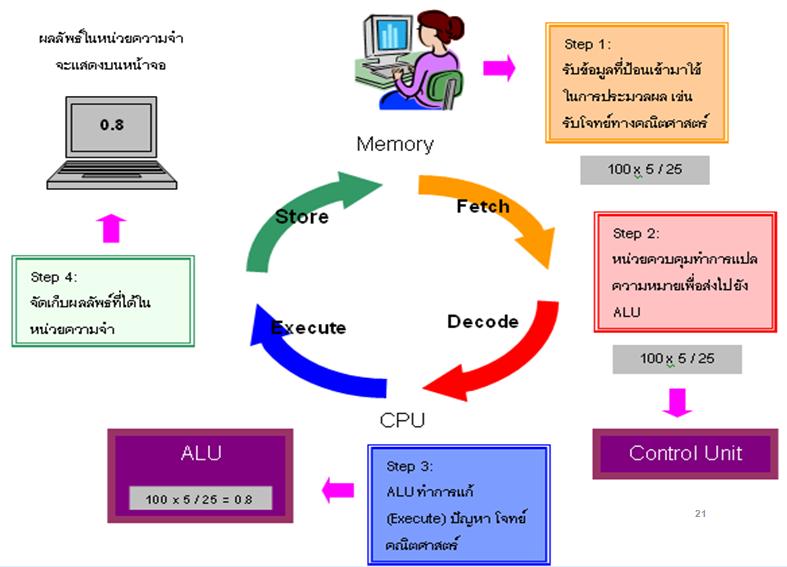 ผลลัพธ์ในหน่วยความจำ
จะแสดงบนหน้าจอ
0.8
Memory
Step 1:
รับข้อมูลที่ป้อนเข้ามาใช้
ในการประมวลผล เช่น
รับโจทย์ทางคณิตศาสตร์
100 x 5 / 25
Fetch
Step 2:
หน่วยควบคุมทำการแปล
ความหมายเพื่อส่งไปยัง
ALU
100 x 5 / 25
Control Unit
Decode
CPU
Step 3:
ALU ทำการแก้
(Execute) ปัญหา โจทย์
คณิตศาสตร์
ALU
100 x 5 / 25 = 0.8
Execute
Step 4:
จัดเก็บผลลัพธ์ที่ได้ใน
หน่วยความจำ
Store
21